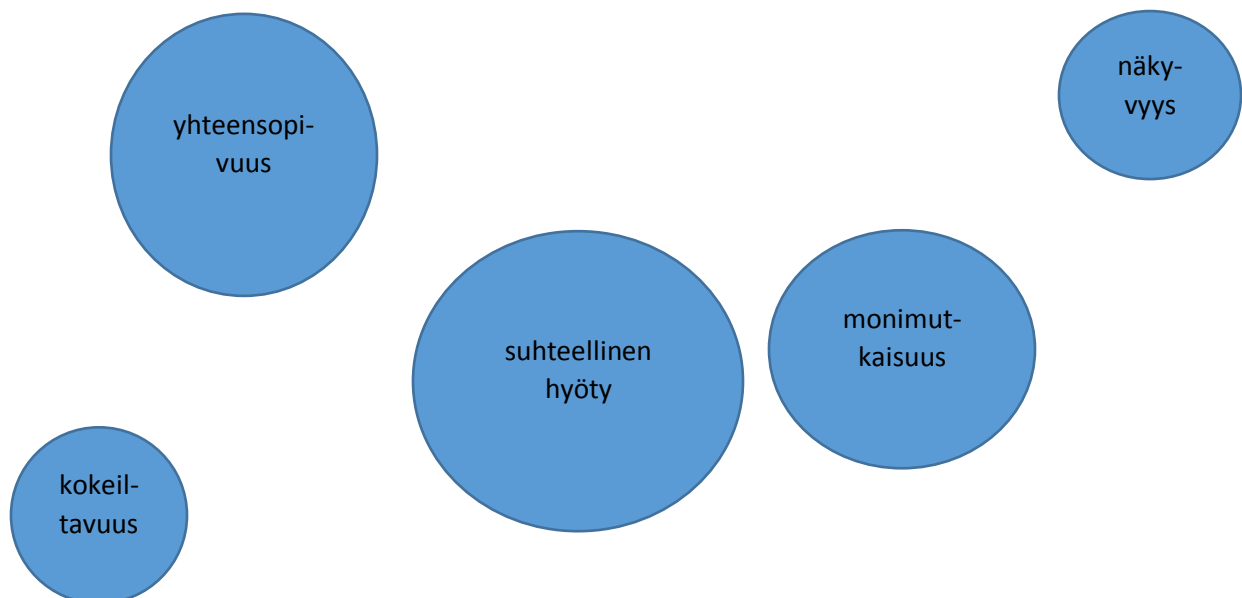 yhteensopi-
vuus
näky-
vyys
suhteellinen
hyöty
monimut-
kaisuus
kokeil-
tavuus